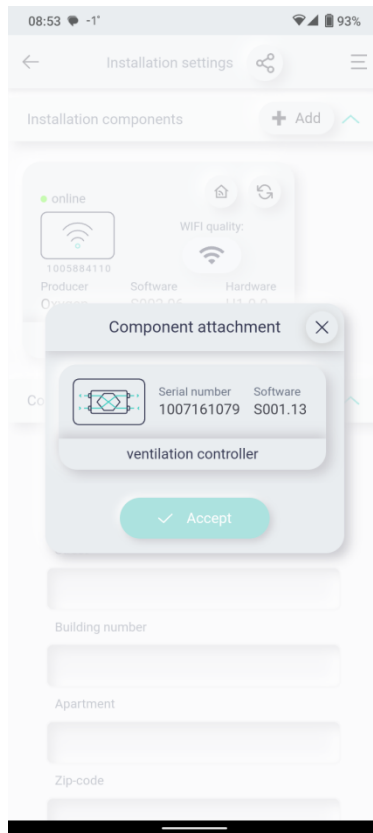 08:53 -1° 93%
Installation settings
Installation components Add
online
WIFI quality:
1005884110
Producer Software Hardware
Component attachment
Serial number Software
1007161079 S001.13
ventilation controller
Accept
Building number
Apartment
Zip-code